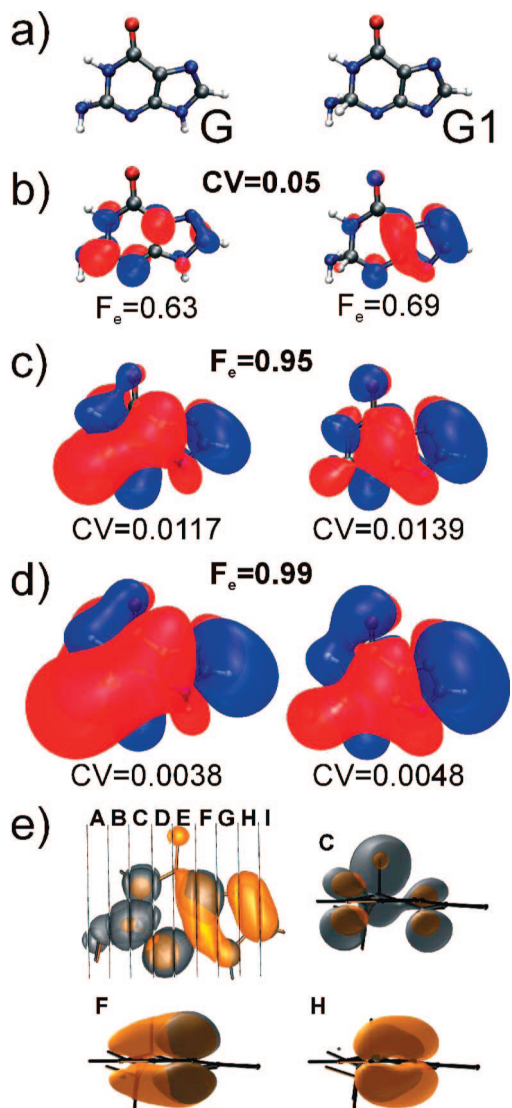 a)
G G1
b) CV=0.05
Fe=0.63 Fe=0.69
c) Fe=0.95
CV=0.0117 CV=0.0139
d) Fe=0.99
CV=0.0038 CV=0.0048
e) A B C D E F G H I C
F H